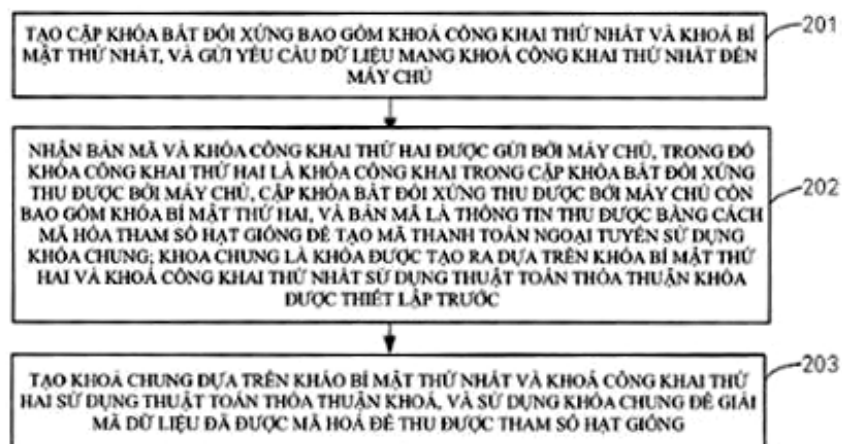 TẠO CẶP KHÓA BẤT ĐỐI XỨNG BAO GỒM KHOÁ CÔNG KHAI THỨ NHẤT VÀ KHOÁ BÍ
MẬT THỨ NHẤT, VÀ GỬI YÊU CẦU DỮ LIỆU MANG KHOÁ CÔNG KHAI THỨ NHẤT ĐẾN
MÁY CHỦ
201
NHẬN BẢN MÃ VÀ KHÓA CÔNG KHAI THỨ HAI ĐƯỢC GỬI BỞI MÁY CHỦ, TRONG ĐÓ
KHÓA CÔNG KHAI THỨ HAI LÀ KHÓA CÔNG KHAI TRONG CẶP KHÓA BẤT ĐỐI XỨNG
THU ĐƯỢC BỞI MÁY CHỦ, CẶP KHÓA BẤT ĐỐI XỨNG THU ĐƯỢC BỞI MÁY CHỦ CÒN
BAO GỒM KHÓA BÍ MẬT THỨ HAI, VÀ BẢN MÃ LÀ THÔNG TIN THU ĐƯỢC BẰNG CÁCH
MÃ HÓA THAM SỐ HẠT GIỐNG ĐỂ TẠO MÃ THANH TOÁN NGOẠI TUYẾN SỬ DỤNG
KHÓA CHUNG; KHOA CHUNG LÀ KHÓA ĐƯỢC TẠO RA DỰA TRÊN KHÓA BÍ MẬT THỨ
HAI VÀ KHOÁ CÔNG KHAI THỨ NHẤT SỬ DỤNG THUẬT TOÁN THỎA THUẬN KHÓA
ĐƯỢC THIẾT LẬP TRƯỚC
202
TẠO KHOÁ CHUNG DỰA TRÊN KHÁO BÍ MẬT THỨ NHẤT VÀ KHOÁ CÔNG KHAI THỨ
HAI SỬ DỤNG THUẬT TOÁN THỎA THUẬN KHOÁ, VÀ SỬ DỤNG KHÓA CHUNG ĐỂ GIẢI
MÃ DỮ LIỆU ĐÃ ĐƯỢC MÃ HOÁ ĐỂ THU ĐƯỢC THAM SỐ HẠT GIỐNG
203